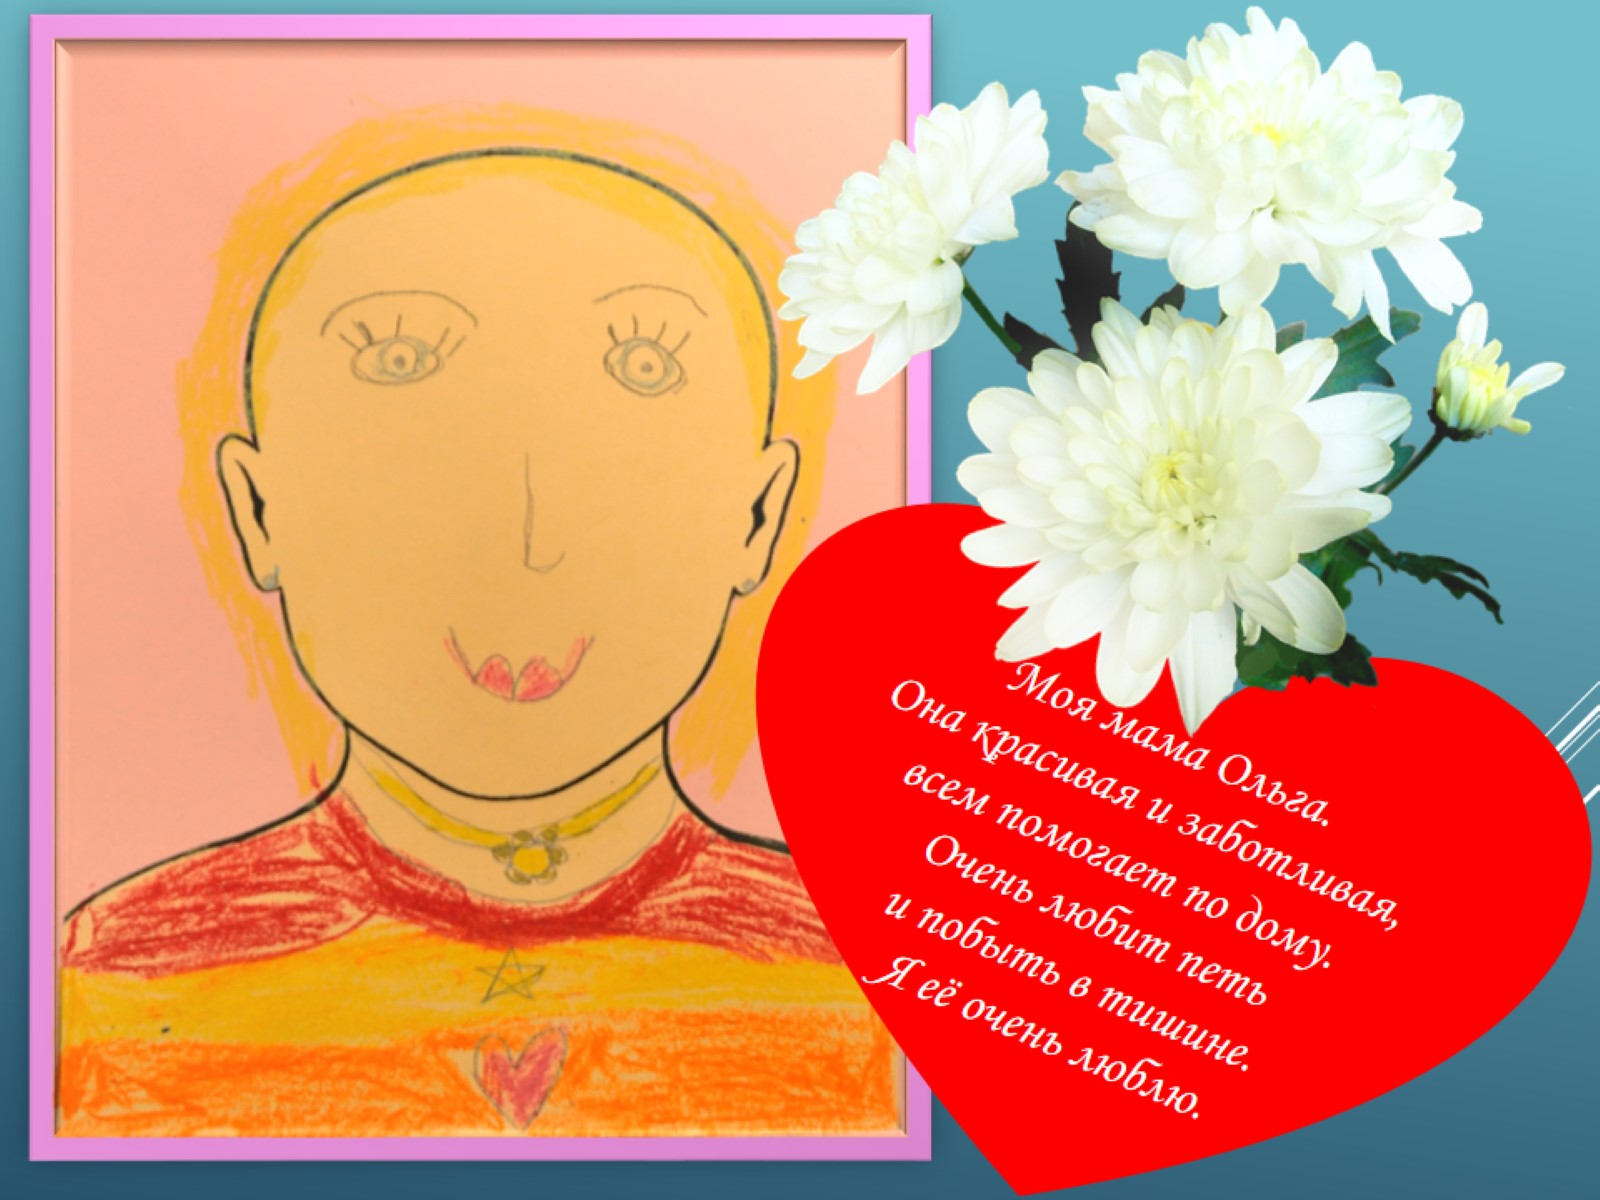 Моя мама Ольга.
Она красивая и заботливая,
всем помогает по дому.
Очень любит петь
и побыть в тишине.
Я её очень люблю.